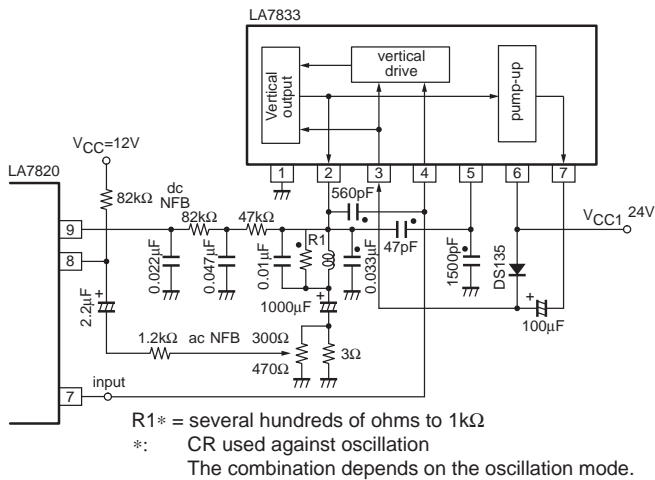 LA7833
Vertical output
vertical drive
pump-up
VCC=12V
LA7820
1 2 3 4 5 6 7
560pF
VCC1 24V
82kΩ
dc NFB
9
82kΩ
47kΩ
R1
47pF
8
0.022µF
0.047µF
0.01µF
0.033µF
1500pF
DS135
2.2µF
+
1000µF
+
+
100µF
1.2kΩ
ac NFB
300Ω
470Ω
3Ω
7
input
R1* = several hundreds of ohms to 1kΩ
*: CR used against oscillation
The combination depends on the oscillation mode.